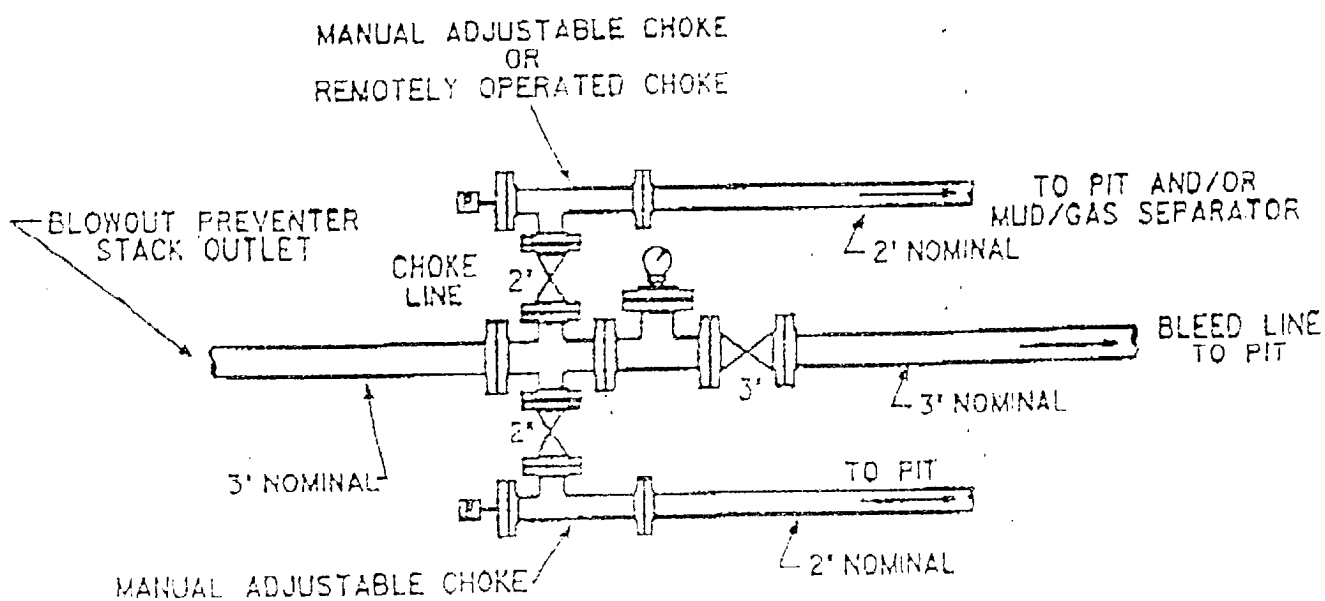 MANUAL ADJUSTABLE CHOKE
OR
REMOTELY OPERATED CHOKE
TO PIT AND/OR
MUD/GAS SEPARATOR
BLOWOUT PREVENTER
STACK OUTLET
2" NOMINAL
CHOKE
LINE
2"
BLEED LINE
TO PIT
3"
3" NOMINAL
2"
3" NOMINAL
TO PIT
2" NOMINAL
MANUAL ADJUSTABLE CHOKE